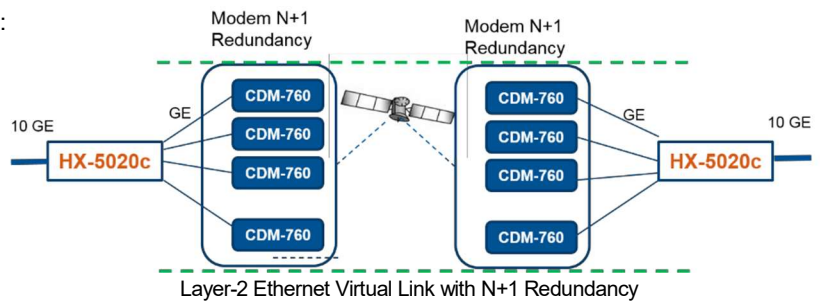 :
Modem N+1
Redundancy
Modem N+1
Redundancy
CDM-760
CDM-760
CDM-760
CDM-760
CDM-760
CDM-760
CDM-760
CDM-760
10 GE
GE
HX-5020c
GE
10 GE
HX-5020c
Layer-2 Ethernet Virtual Link with N+1 Redundancy